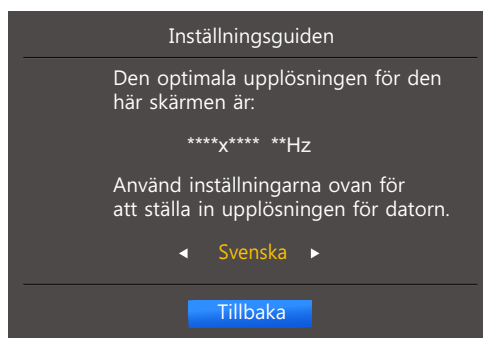 Inställningsguiden
Den optimala upplösningen för den
här skärmen är:
****x**** **Hz
Använd inställningarna ovan för
att ställa in upplösningen för datorn.
Svenska
Tillbaka